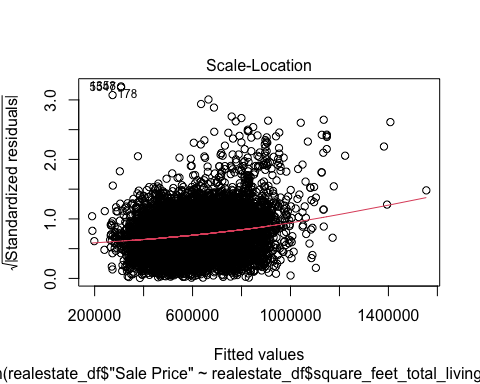 Scale-Location
178
√|Standardized residuals|
3.0
2.0
1.0
0.0
200000 600000 1000000 1400000
Fitted values
(realestate_df$"Sale Price" ~ realestate_df$square_feet_total_living